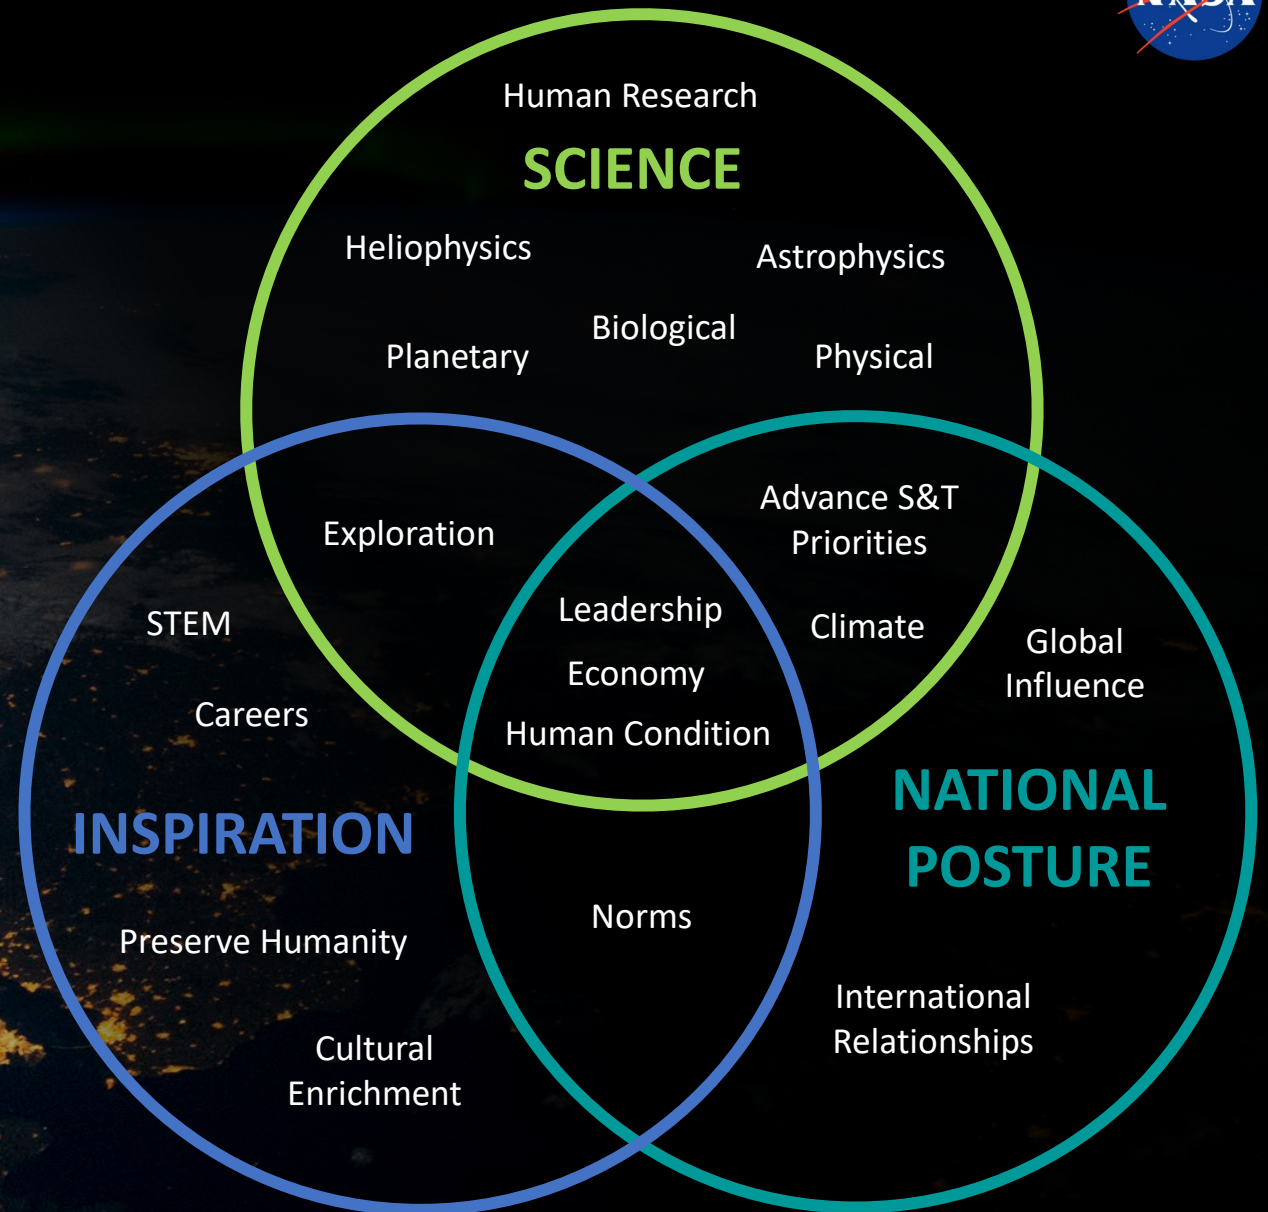 NASA
Human Research
SCIENCE
Heliophysics
Astrophysics
Biological
Planetary
Physical
Advance S&T
Priorities
Exploration
Leadership
STEM
Climate
Global
Influence
Economy
Careers
Human Condition
NATIONAL
POSTURE
INSPIRATION
Norms
Preserve Humanity
International
Relationships
Cultural
Enrichment